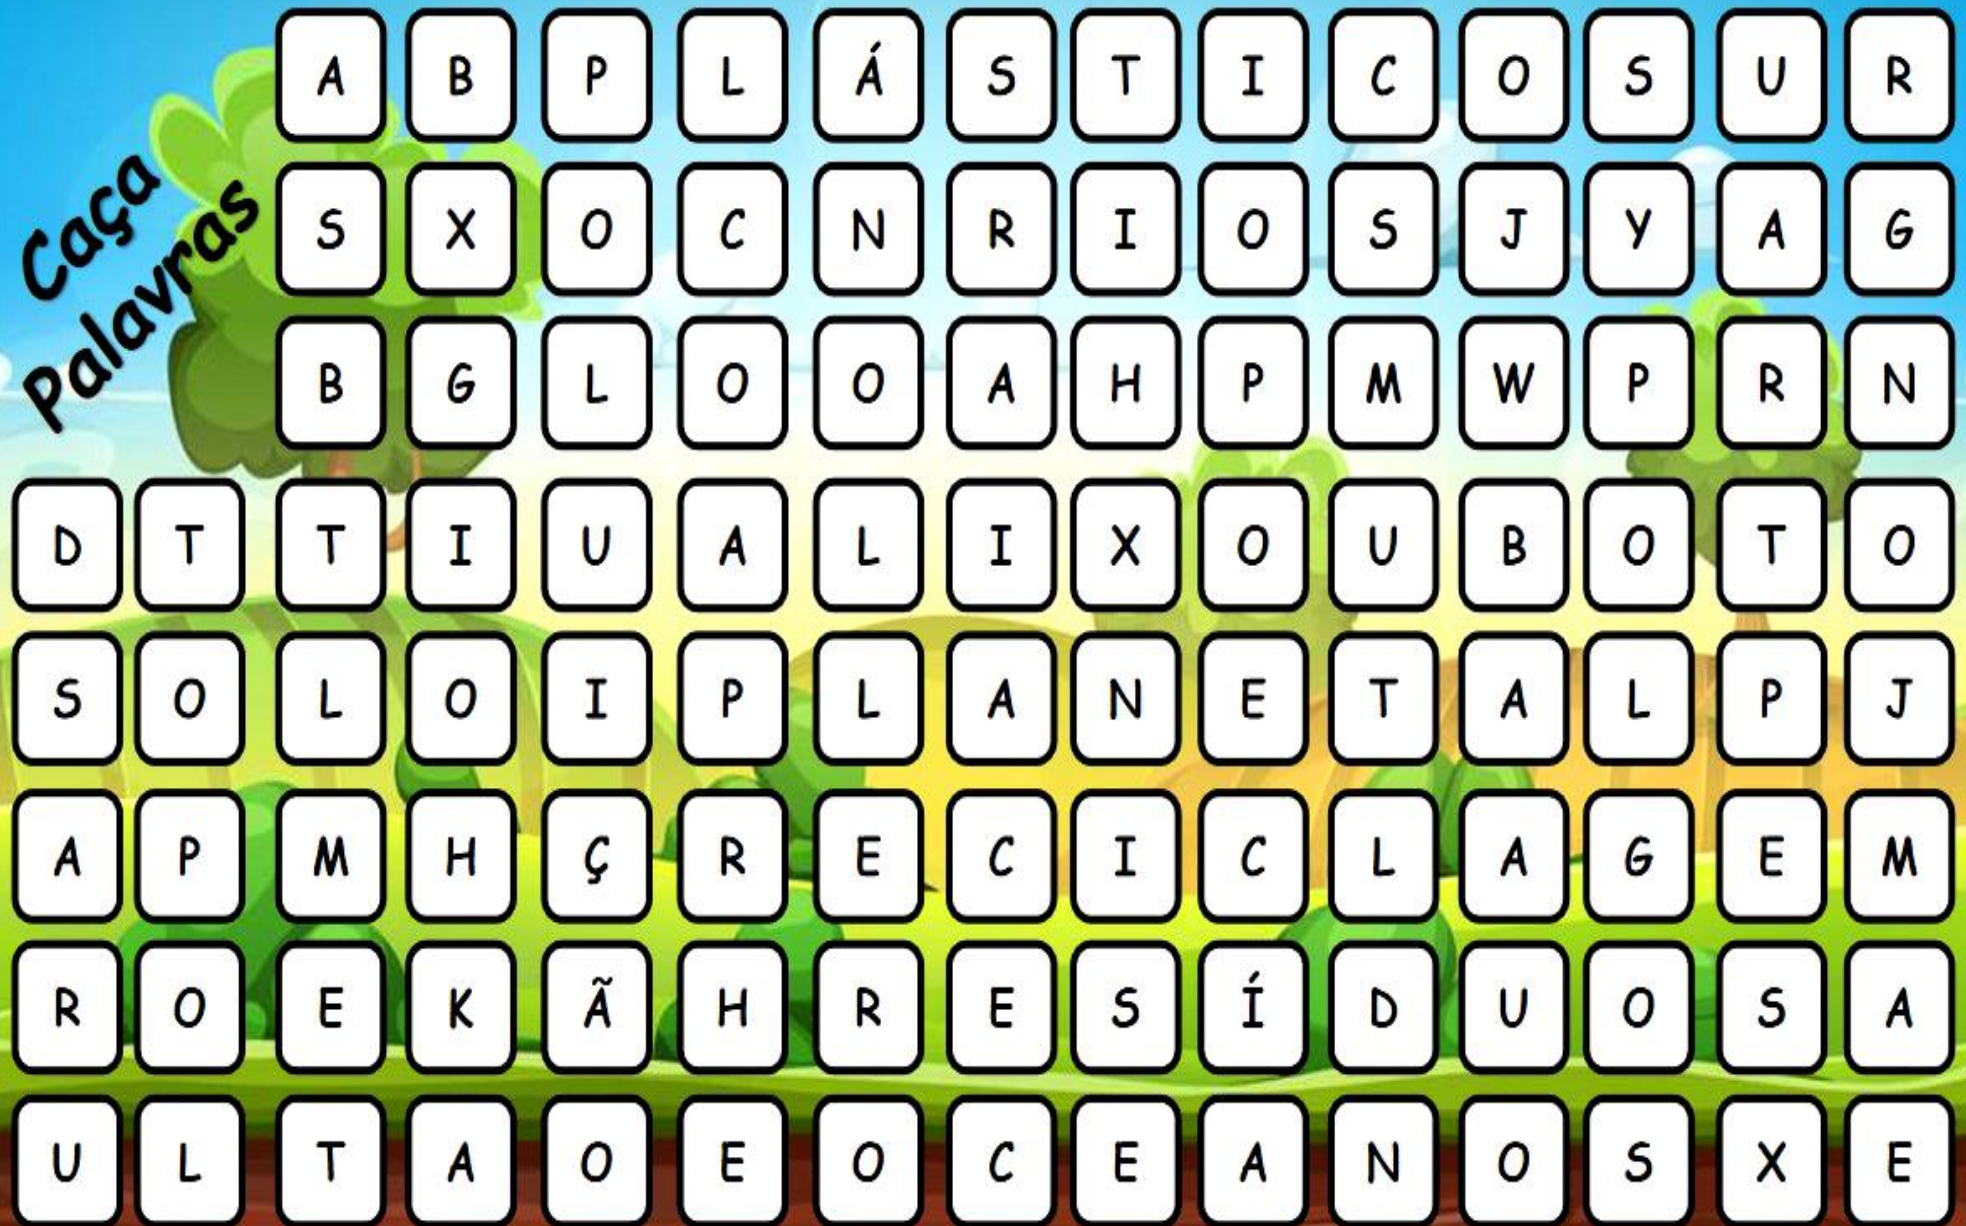 Caça
Palavras
A B P L Á S T I C O S U R
S X O C N R I O S J Y A G
B G L O O A H P M W P R N
D T T I U A L I X O U B O T O
S O L O I P L A N E T A L P J
A P M H Ç R E C I C L A G E M
R O E K Ã H R E S Í D U O S A
U L T A O E O C E A N O S X E